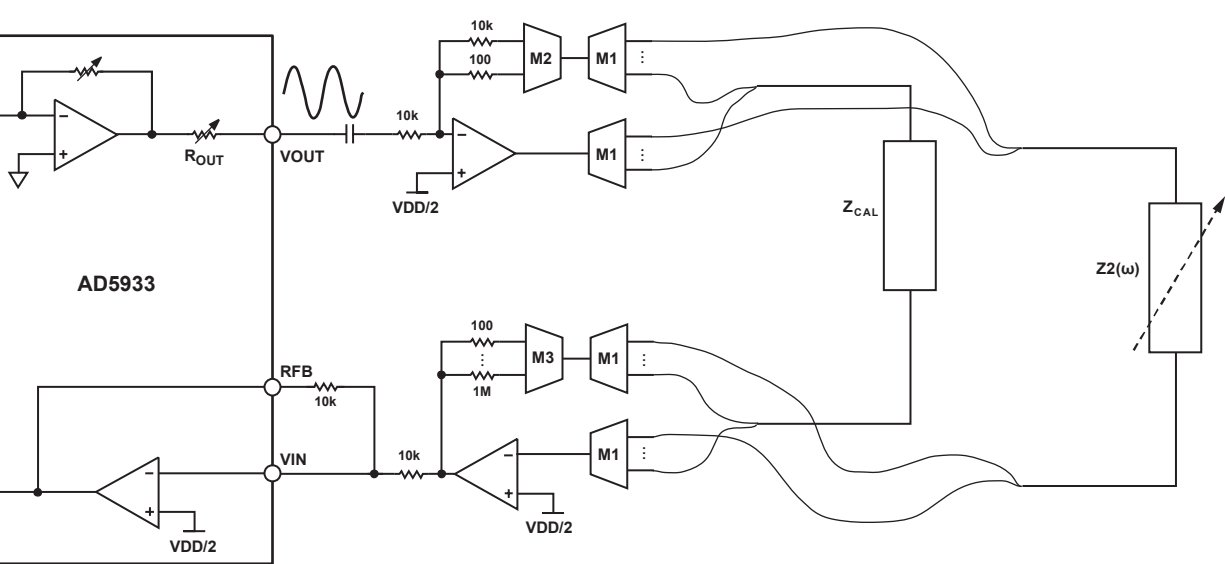 10k
M2
M1
100
10k
R_OUT
VOUT
−
+
−
+
M1
VDD/2
Z_CAL
Z2(ω)
AD5933
100
M3
M1
1M
RFB
10k
VIN
10k
−
+
−
+
M1
VDD/2
VDD/2